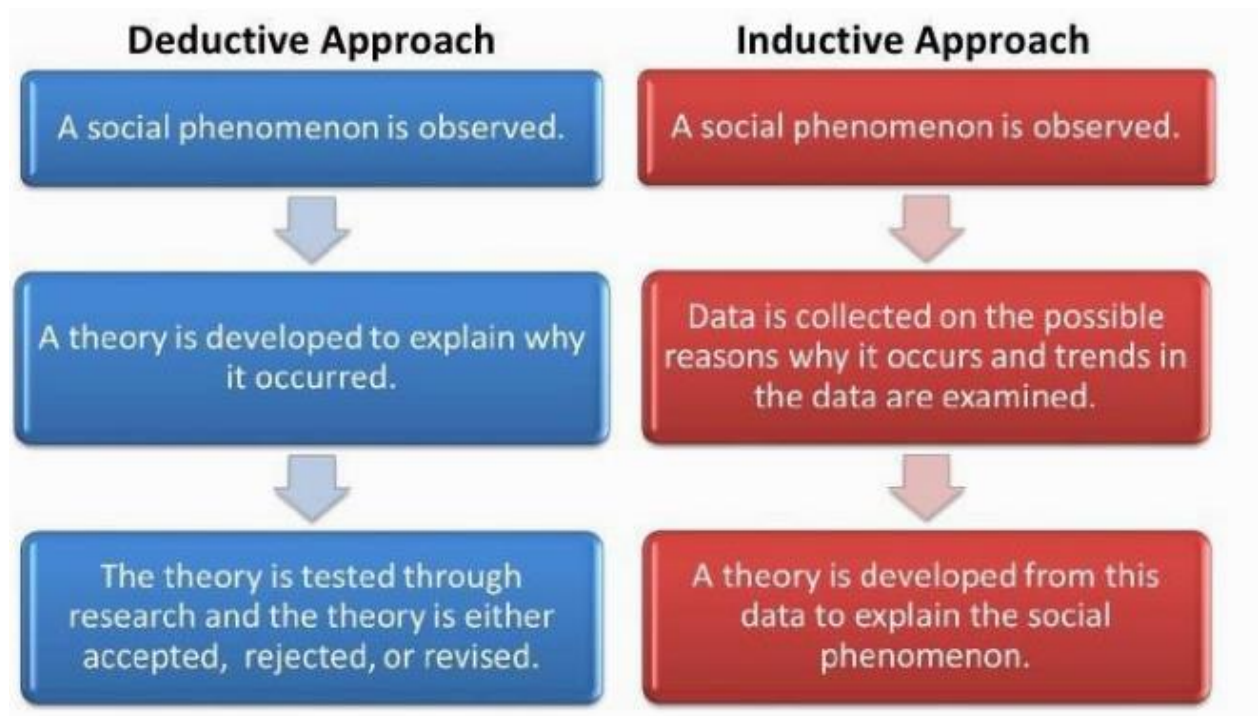 Deductive Approach
A social phenomenon is observed.
A theory is developed to explain why
it occurred.
The theory is tested through
research and the theory is either
accepted, rejected, or revised.
Inductive Approach
A social phenomenon is observed.
Data is collected on the possible
reasons why it occurs and trends in
the data are examined.
A theory is developed from this
data to explain the social
phenomenon.